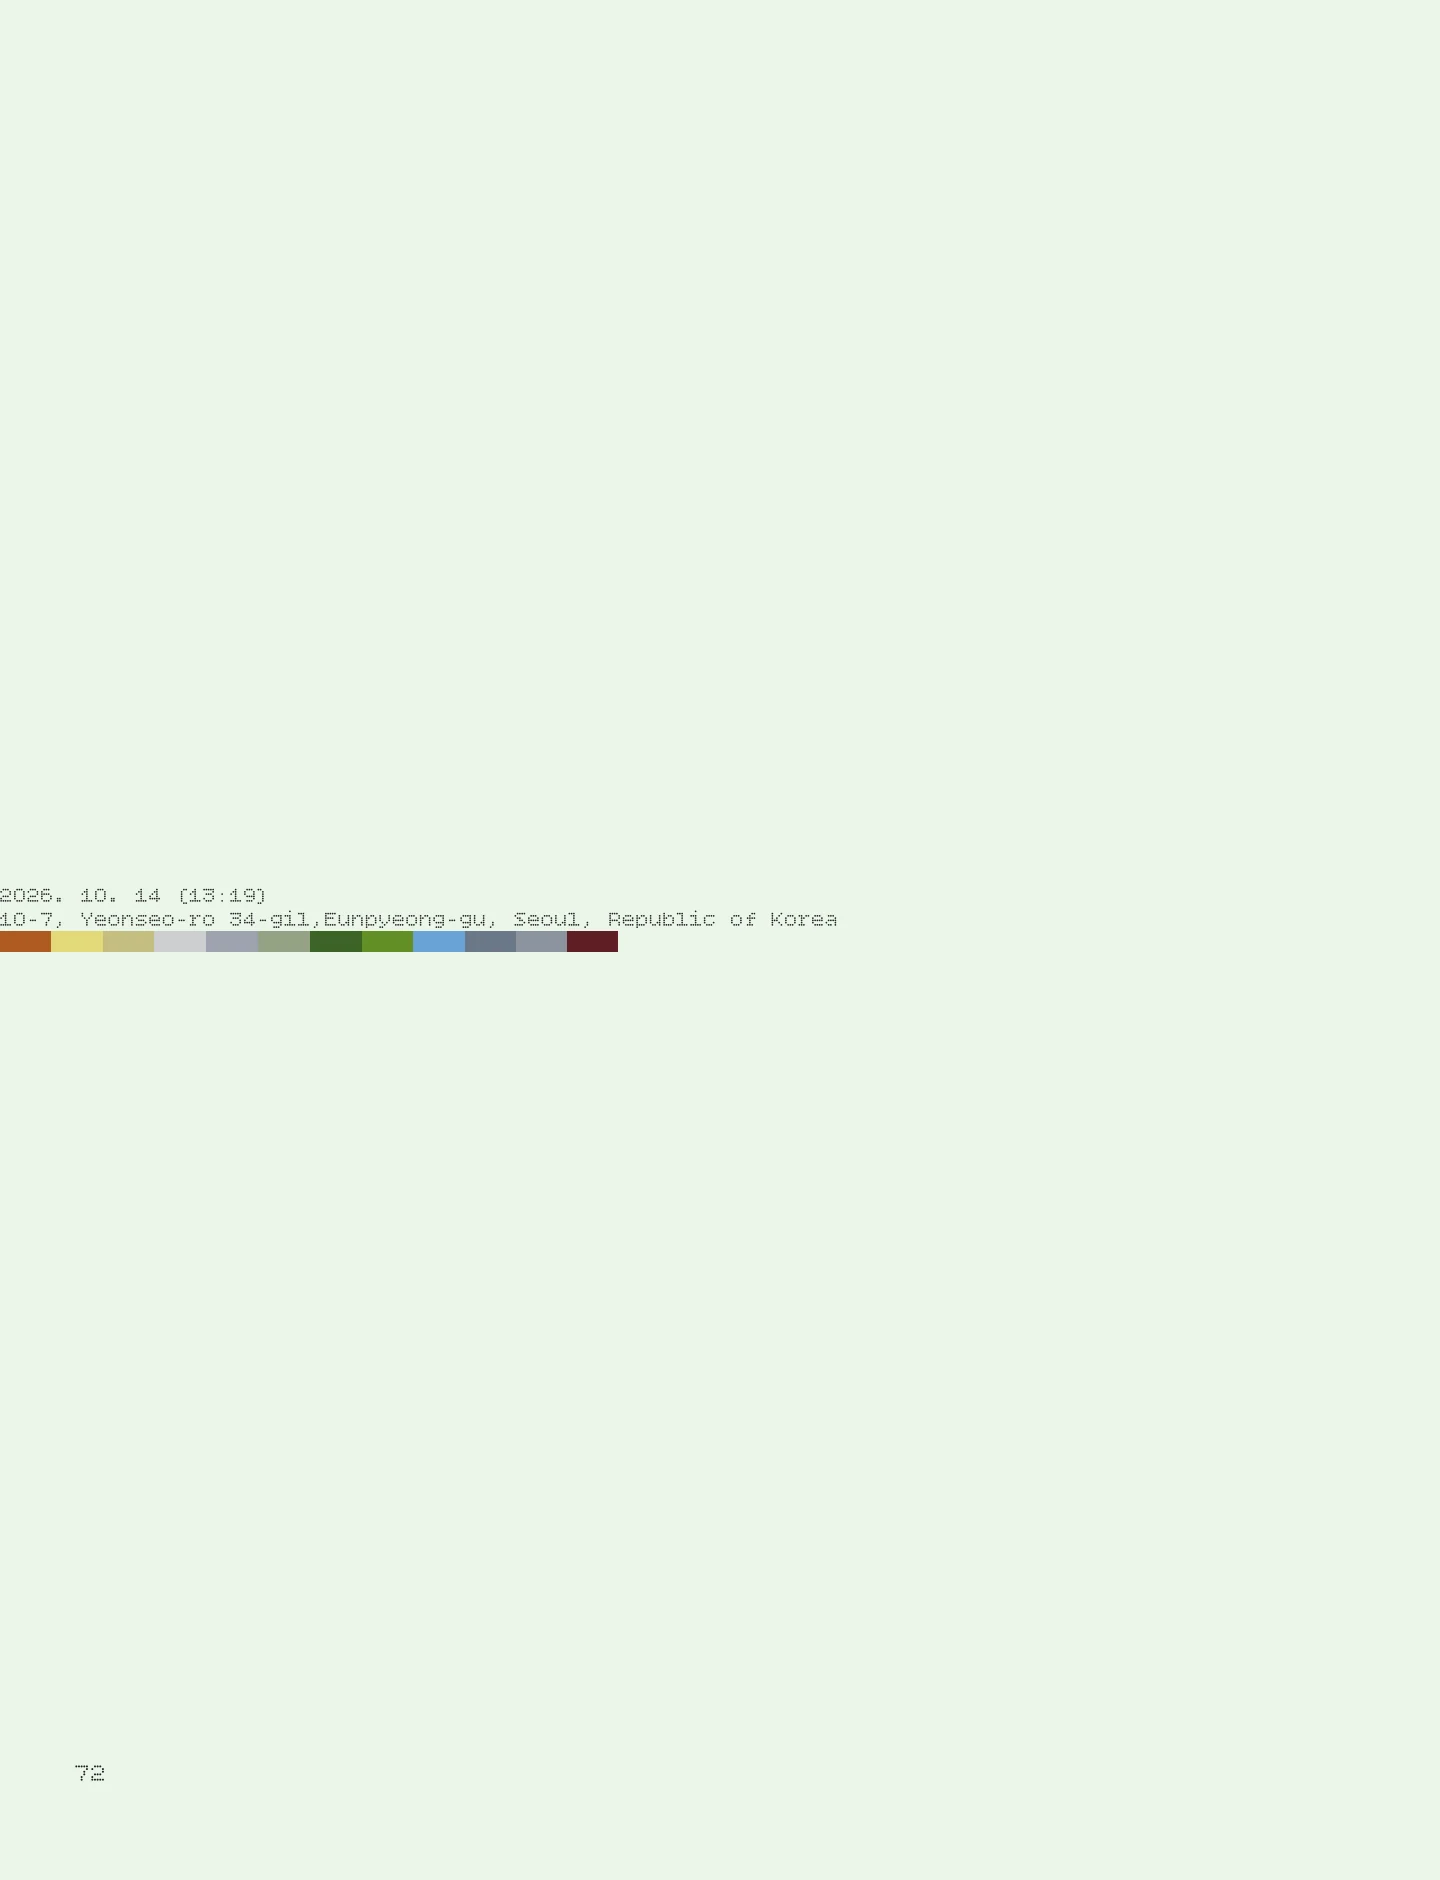 2026. 10. 14 (13:19)
10-7, Yeonseo-ro 34-gil,Eunpyeong-gu, Seoul, Republic of Korea
72